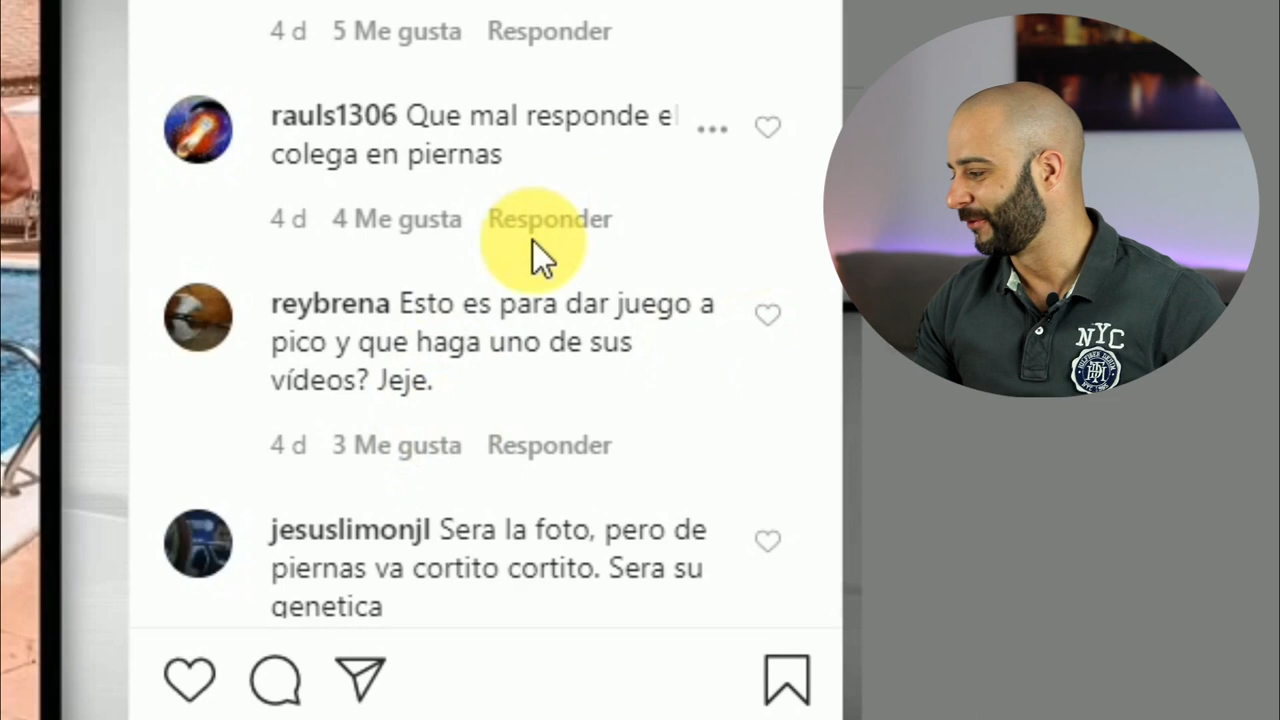 4 d 5 Me gusta Responder
rauls1306 Que mal responde el
colega en piernas
4 d 4 Me gusta Responder
reybrena Esto es para dar juego a
pico y que haga uno de sus
vídeos? Jeje.
4 d 3 Me gusta Responder
jesuslimonjl Sera la foto, pero de
piernas va cortito cortito. Sera su
genetica
NYC